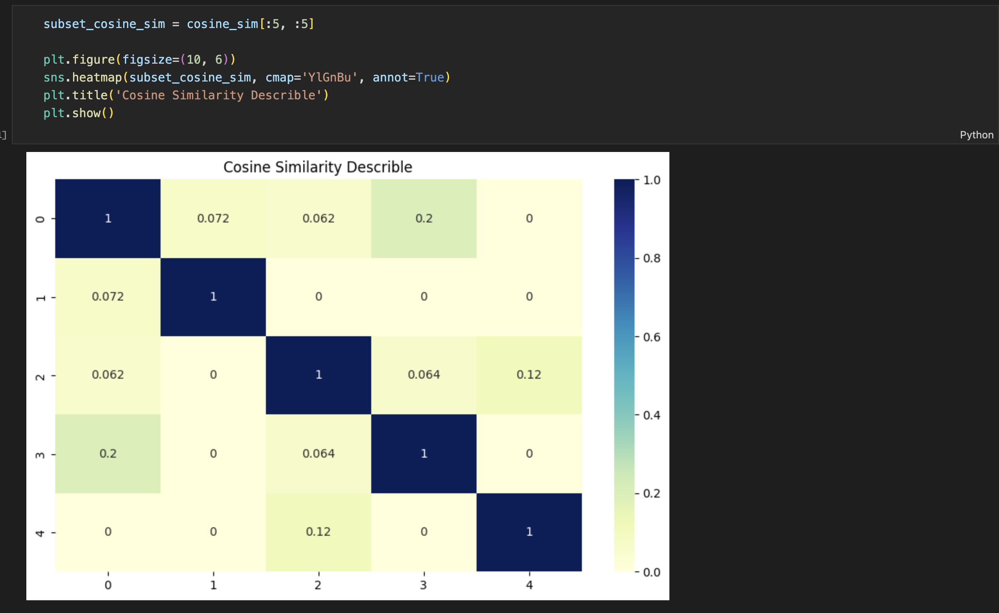 subset_cosine_sim = cosine_sim[:5, :5]
plt.figure(figsize=(10, 6))
sns.heatmap(subset_cosine_sim, cmap='YlGnBu', annot=True)
plt.title('Cosine Similarity Describle')
plt.show()
]
Python
Cosine Similarity Describle
1.0
0 1 0.072 0.062 0.2 0
0.8
1 0.072 1 0 0 0
0.6
2 0.062 0 1 0.064 0.12
0.4
3 0.2 0 0.064 1 0
0.2
4 0 0 0.12 0 1
0.0
0 1 2 3 4